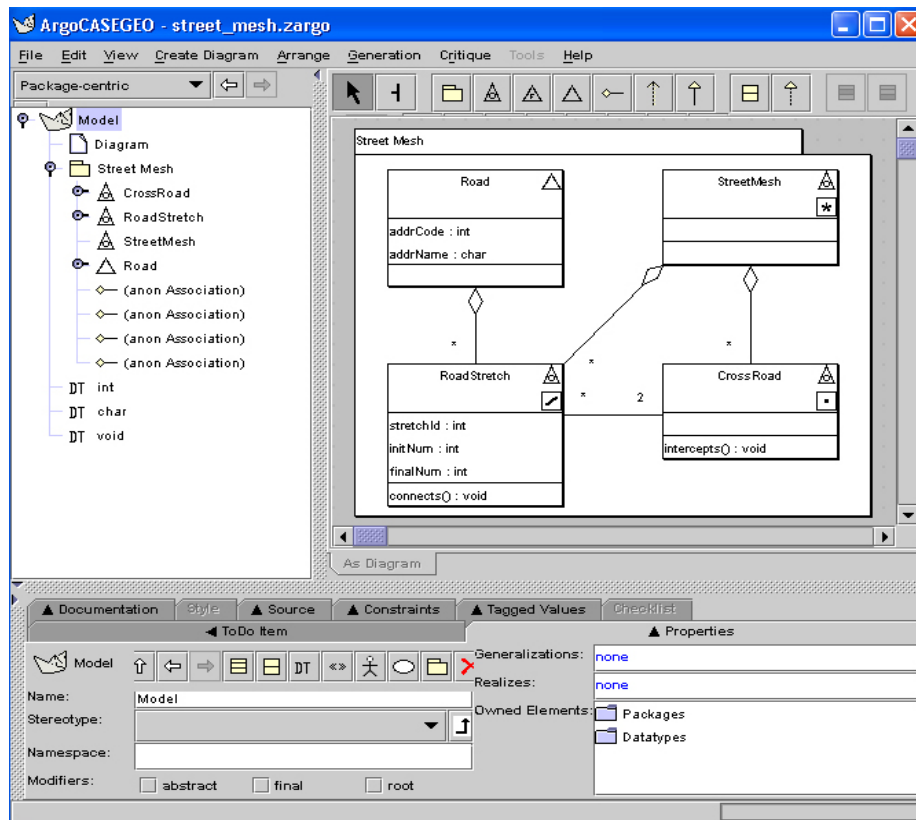 ArgoCASEGEO - street_mesh.zargo
File Edit View Create Diagram Arrange Generation Critique Tools Help
Package-centric
Model
Diagram
Street Mesh
CrossRoad
RoadStretch
StreetMesh
Road
(anon Association)
(anon Association)
(anon Association)
(anon Association)
DT int
DT char
DT void
Street Mesh
Road
addrCode : int
addrName : char
StreetMesh
*
*
*
*
*
2
RoadStretch
stretchId : int
initNum : int
finalNum : int
connects() : void
CrossRoad
intercepts() : void
As Diagram
Documentation Style Source Constraints Tagged Values Checklist
ToDo Item Properties
Model
DT
«»
Name: Model
Stereotype:
Namespace:
Modifiers: abstract final root
Generalizations: none
Realizes: none
Owned Elements: Packages
Datatypes